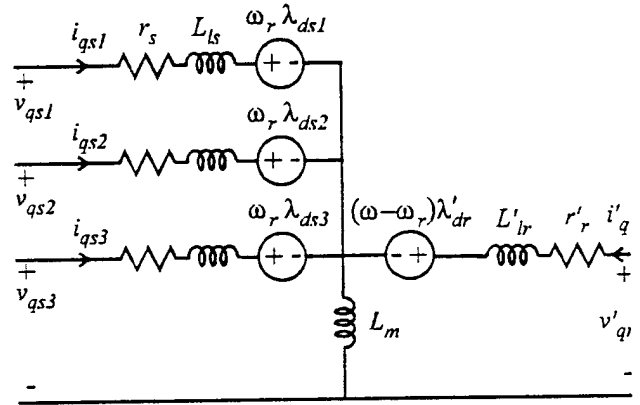 i_qs1 r_s L_ls ω_r λ_ds1
+ -
+
v_qs1
i_qs2 ω_r λ_ds2
+ -
+
v_qs2
i_qs3 ω_r λ_ds3 (ω-ω_r)λ'_dr L'_lr r'_r i'_q
+ - - +
+ +
v_qs3 L_m v'_qr
- -